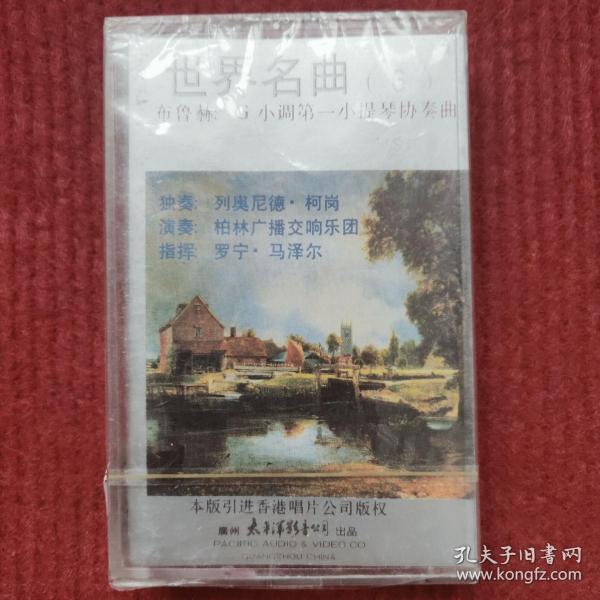 世界名曲(6)
布鲁赫: G 小调第一小提琴协奏曲
独奏: 列奥尼德·柯岗
演奏: 柏林广播交响乐团
指挥: 罗宁·马泽尔
本版引进香港唱片公司版权
廣州 太平洋影音公司 出品
PACIFIC AUDIO & VIDEO CO
GUANGZHOU CHINA
孔夫子旧书网
www.kongfz.com